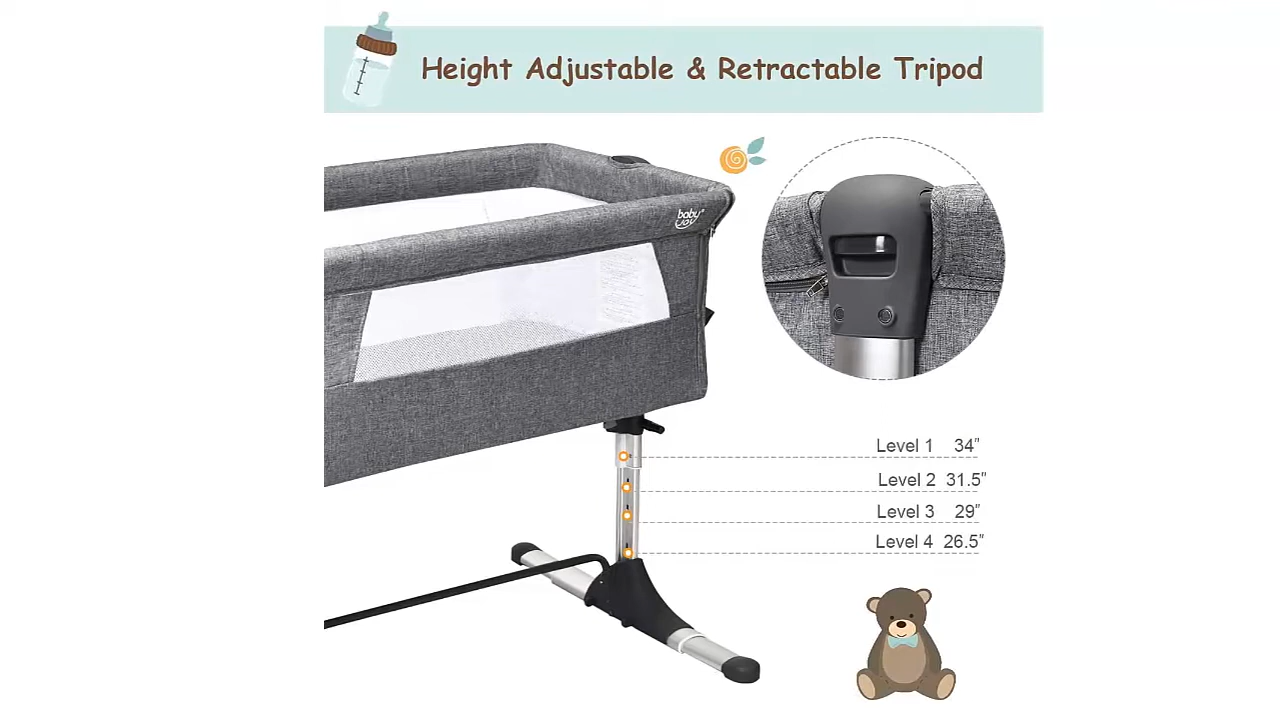 Height Adjustable & Retractable Tripod
baby
joy
Level 1 34"
Level 2 31.5"
Level 3 29"
Level 4 26.5"